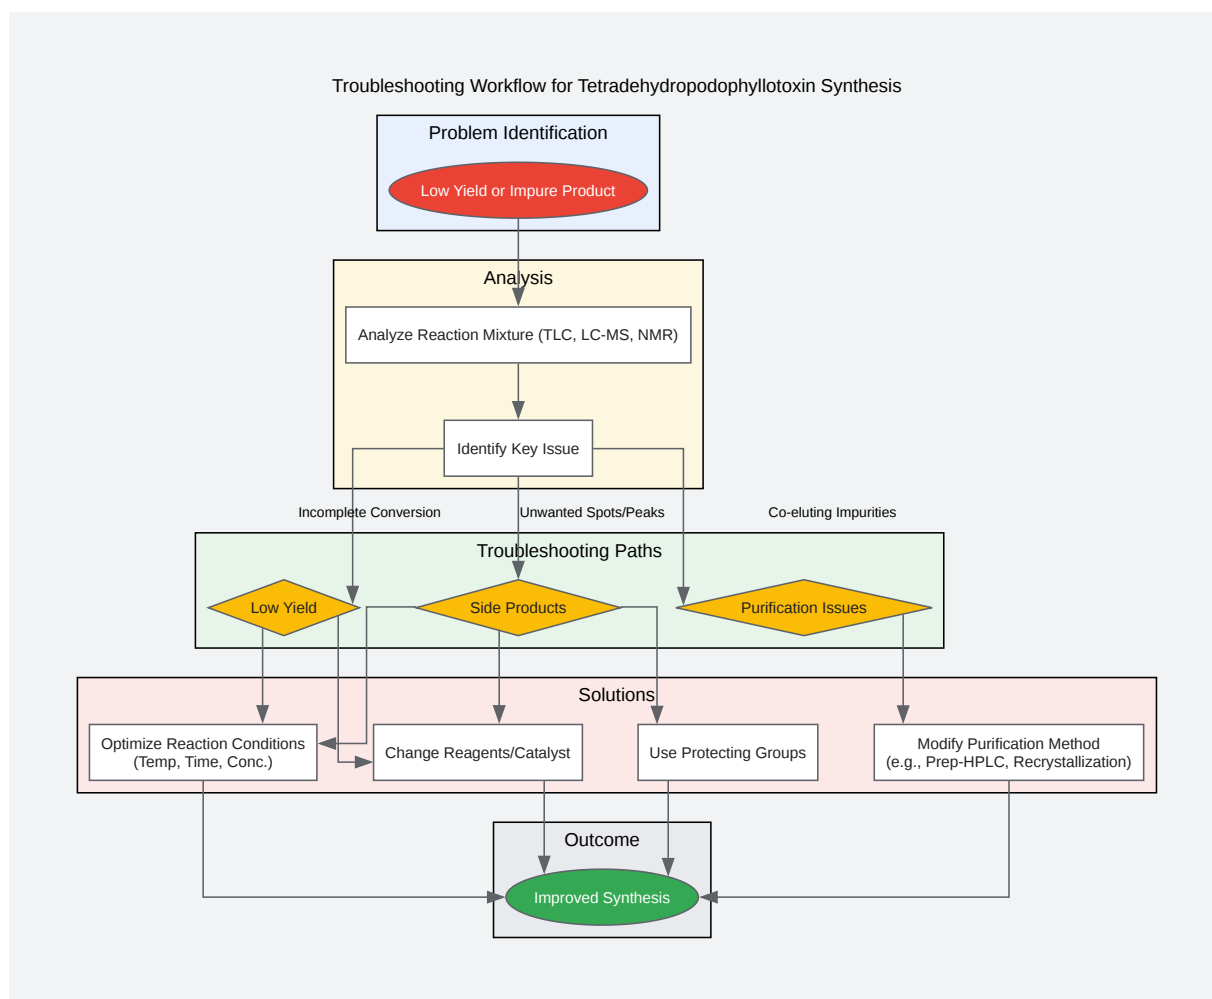 Troubleshooting Workflow for Tetradehydropodophyllotoxin Synthesis
Problem Identification
Low Yield or Impure Product
Analysis
Analyze Reaction Mixture (TLC, LC-MS, NMR)
Identify Key Issue
Incomplete Conversion
Unwanted Spots/Peaks
Co-eluting Impurities
Troubleshooting Paths
Low Yield
Side Products
Purification Issues
Solutions
Optimize Reaction Conditions
(Temp, Time, Conc.)
Change Reagents/Catalyst
Use Protecting Groups
Modify Purification Method
(e.g., Prep-HPLC, Recrystallization)
Outcome
Improved Synthesis